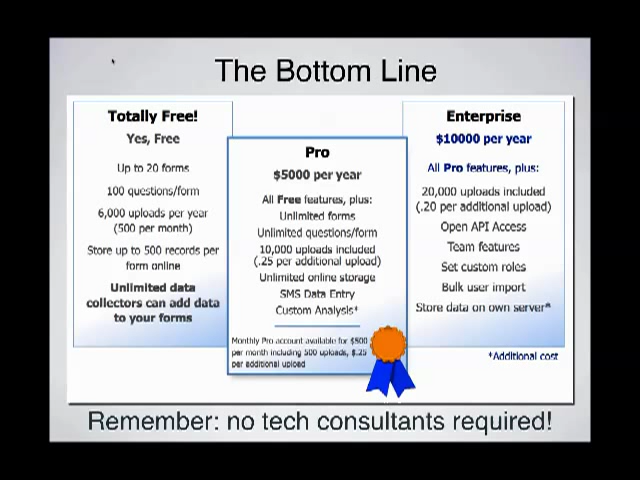 The Bottom Line
Totally Free!
Yes, Free
Up to 20 forms
100 questions/form
6,000 uploads per year
(500 per month)
Store up to 500 records per
form online
Unlimited data
collectors can add data
to your forms
Pro
$5000 per year
All Free features, plus:
Unlimited forms
Unlimited questions/form
10,000 uploads included
(.25 per additional upload)
Unlimited online storage
SMS Data Entry
Custom Analysis*
Monthly Pro account available for $500
per month including 500 uploads, $.25
per additional upload
Enterprise
$10000 per year
All Pro features, plus:
20,000 uploads included
(.20 per additional upload)
Open API Access
Team features
Set custom roles
Bulk user import
Store data on own server*
*Additional cost
Remember: no tech consultants required!